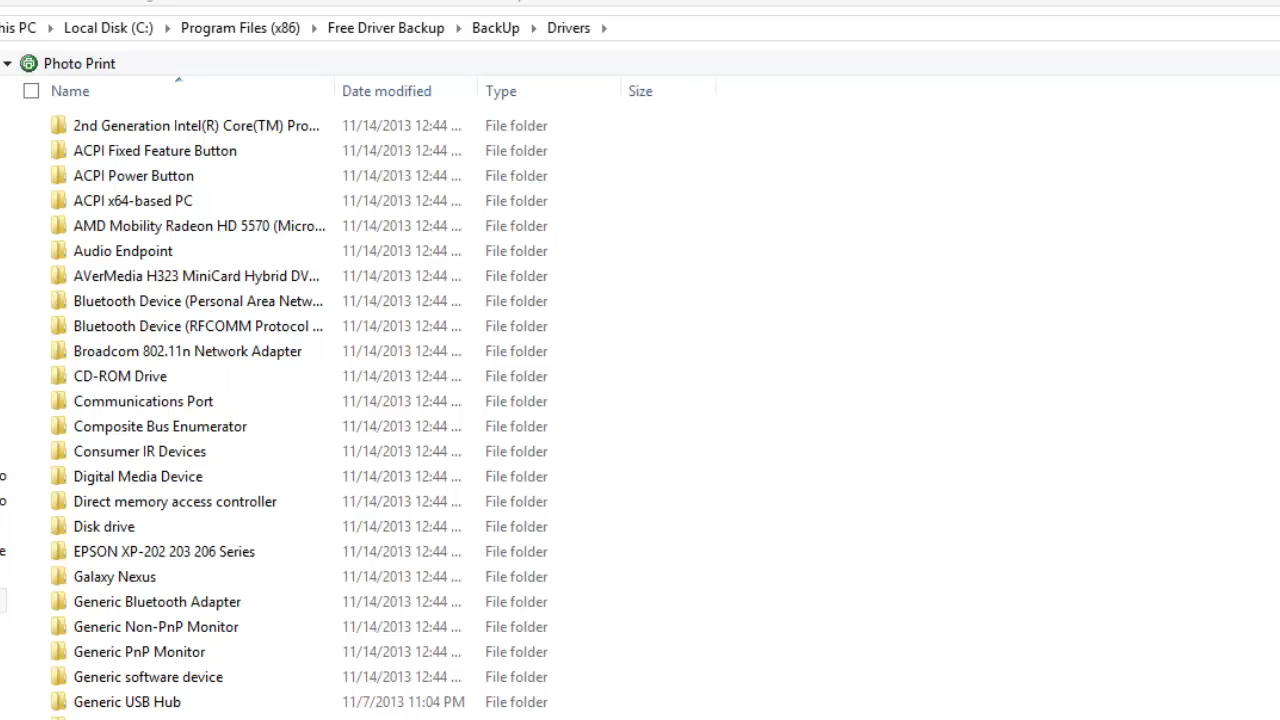 his PC Local Disk (C:) Program Files (x86) Free Driver Backup BackUp Drivers
Photo Print
Name Date modified Type Size
2nd Generation Intel(R) Core(TM) Pro... 11/14/2013 12:44 ... File folder
ACPI Fixed Feature Button 11/14/2013 12:44 ... File folder
ACPI Power Button 11/14/2013 12:44 ... File folder
ACPI x64-based PC 11/14/2013 12:44 ... File folder
AMD Mobility Radeon HD 5570 (Micro... 11/14/2013 12:44 ... File folder
Audio Endpoint 11/14/2013 12:44 ... File folder
AVerMedia H323 MiniCard Hybrid DV... 11/14/2013 12:44 ... File folder
Bluetooth Device (Personal Area Netw... 11/14/2013 12:44 ... File folder
Bluetooth Device (RFCOMM Protocol ... 11/14/2013 12:44 ... File folder
Broadcom 802.11n Network Adapter 11/14/2013 12:44 ... File folder
CD-ROM Drive 11/14/2013 12:44 ... File folder
Communications Port 11/14/2013 12:44 ... File folder
Composite Bus Enumerator 11/14/2013 12:44 ... File folder
Consumer IR Devices 11/14/2013 12:44 ... File folder
o Digital Media Device 11/14/2013 12:44 ... File folder
o Direct memory access controller 11/14/2013 12:44 ... File folder
Disk drive 11/14/2013 12:44 ... File folder
e EPSON XP-202 203 206 Series 11/14/2013 12:44 ... File folder
Galaxy Nexus 11/14/2013 12:44 ... File folder
Generic Bluetooth Adapter 11/14/2013 12:44 ... File folder
Generic Non-PnP Monitor 11/14/2013 12:44 ... File folder
Generic PnP Monitor 11/14/2013 12:44 ... File folder
Generic software device 11/14/2013 12:44 ... File folder
Generic USB Hub 11/7/2013 11:04 PM File folder